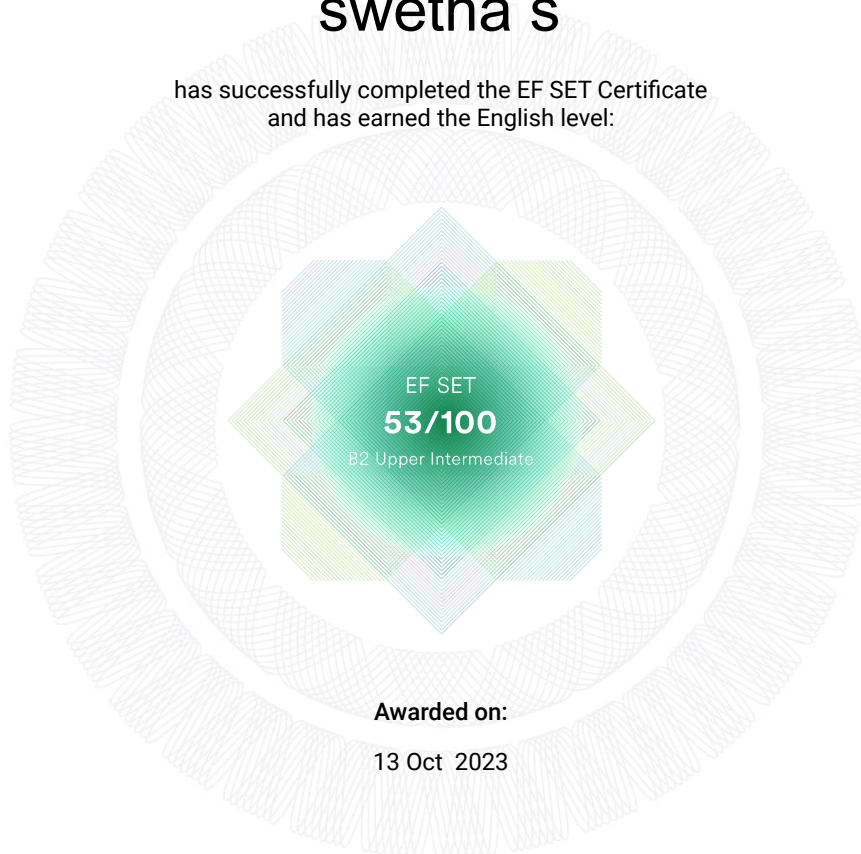 swetha s
has successfully completed the EF SET Certificate
and has earned the English level:
EF SET
53/100
B2 Upper Intermediate
Awarded on:
13 Oct 2023